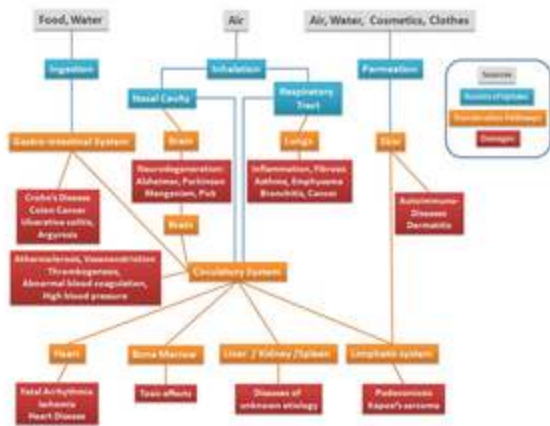 Food, Water
Air
Air, Water, Cosmetics, Clothes
Ingestion
Inhalation
Permeation
Nasal Cavity
Respiratory
Tract
Sources
Routes of Uptake
Translocation Pathways
Damages
Gastro-intestinal System
Brain
Lungs
Skin
Neurodegeneration:
Alzheimer, Parkinson
Manganism, Pick
Inflammation, Fibrosis
Asthma, Emphysema
Bronchitis, Cancer
Crohn's Disease
Colon Cancer
Ulcerative colitis,
Argyrosis
Autoimmune-
Diseases
Dermatitis
Brain
Atherosclerosis, Vasoconstriction
Thrombogenesis,
Abnormal blood coagulation,
High blood pressure
Circulatory System
Heart
Bone Marrow
Liver / Kidney /Spleen
Lymphatic system
Fatal Arrhythmia
Ischemia
Heart Disease
Toxic effects
Diseases of
unknown etiology
Podoconiosis
Kaposi's sarcoma